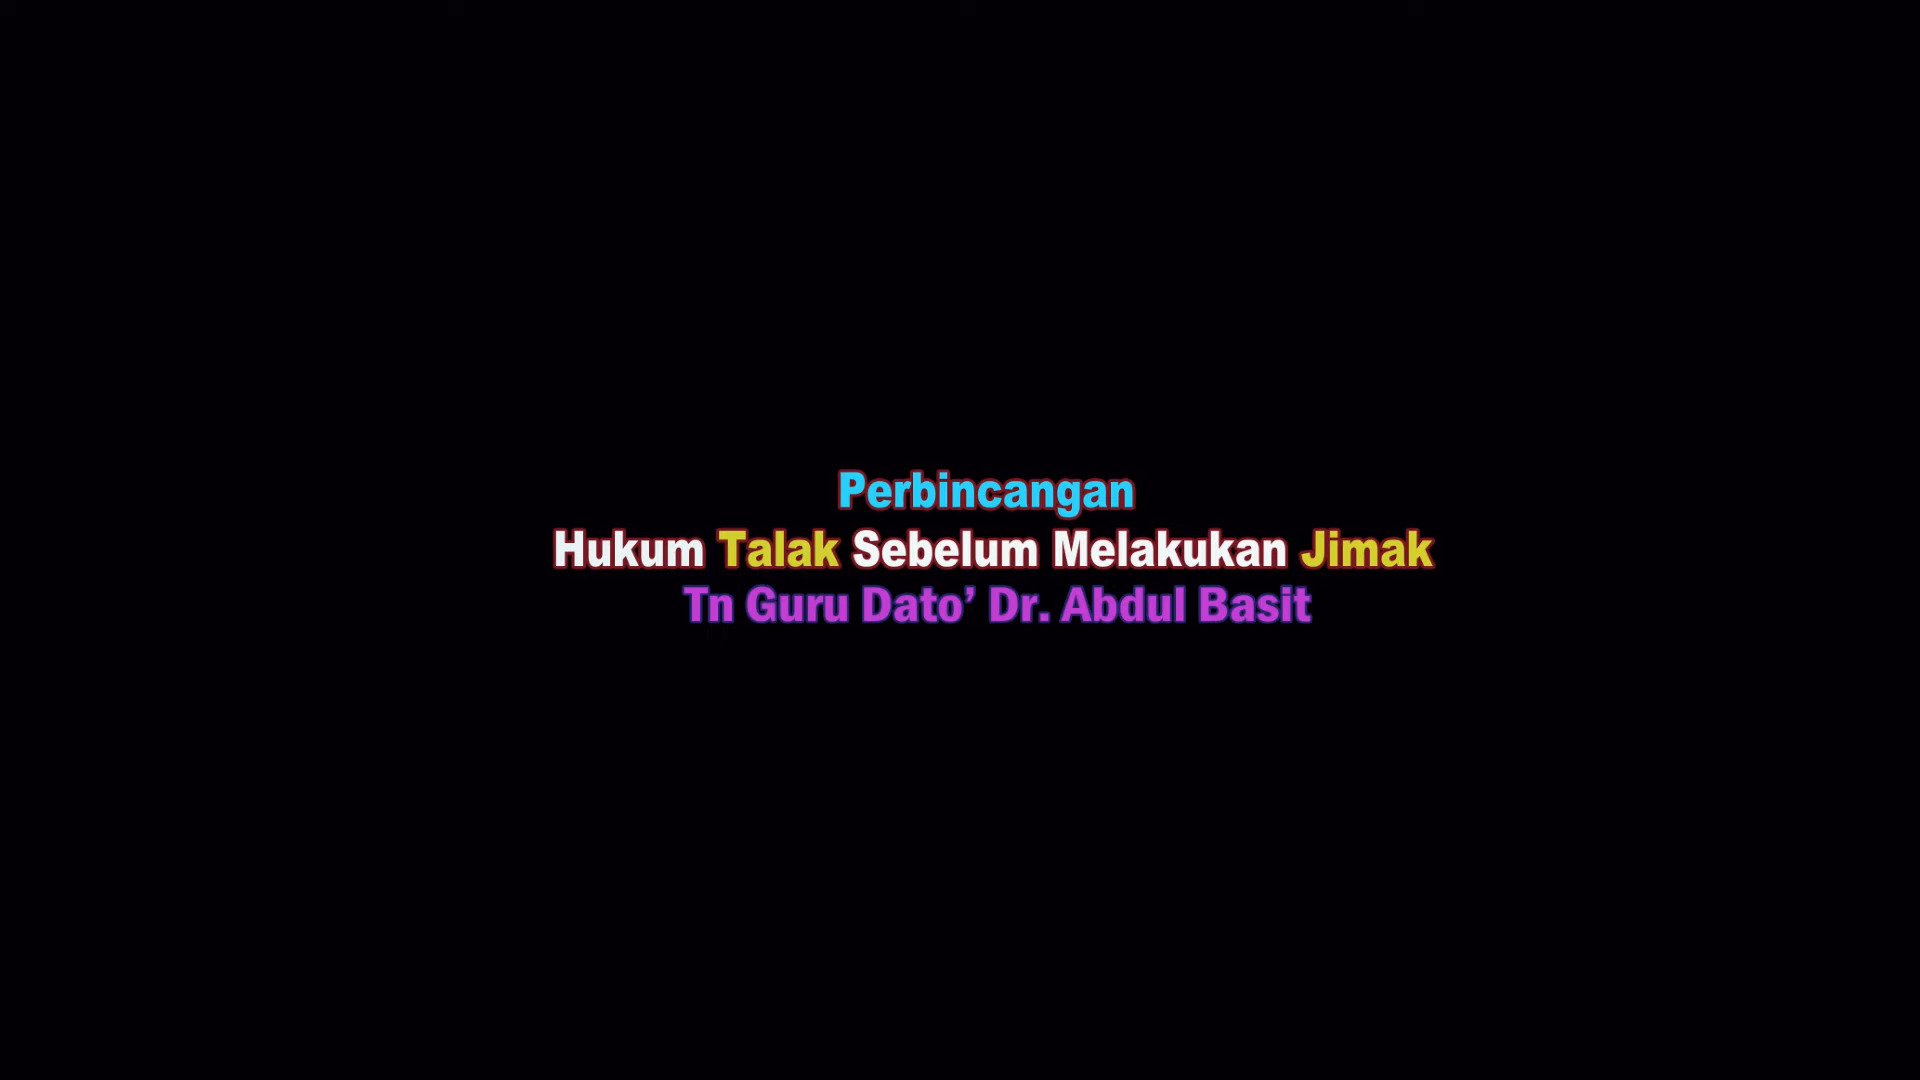 Perbincangan
Hukum Talak Sebelum Melakukan Jimak
Tn Guru Dato’ Dr. Abdul Basit